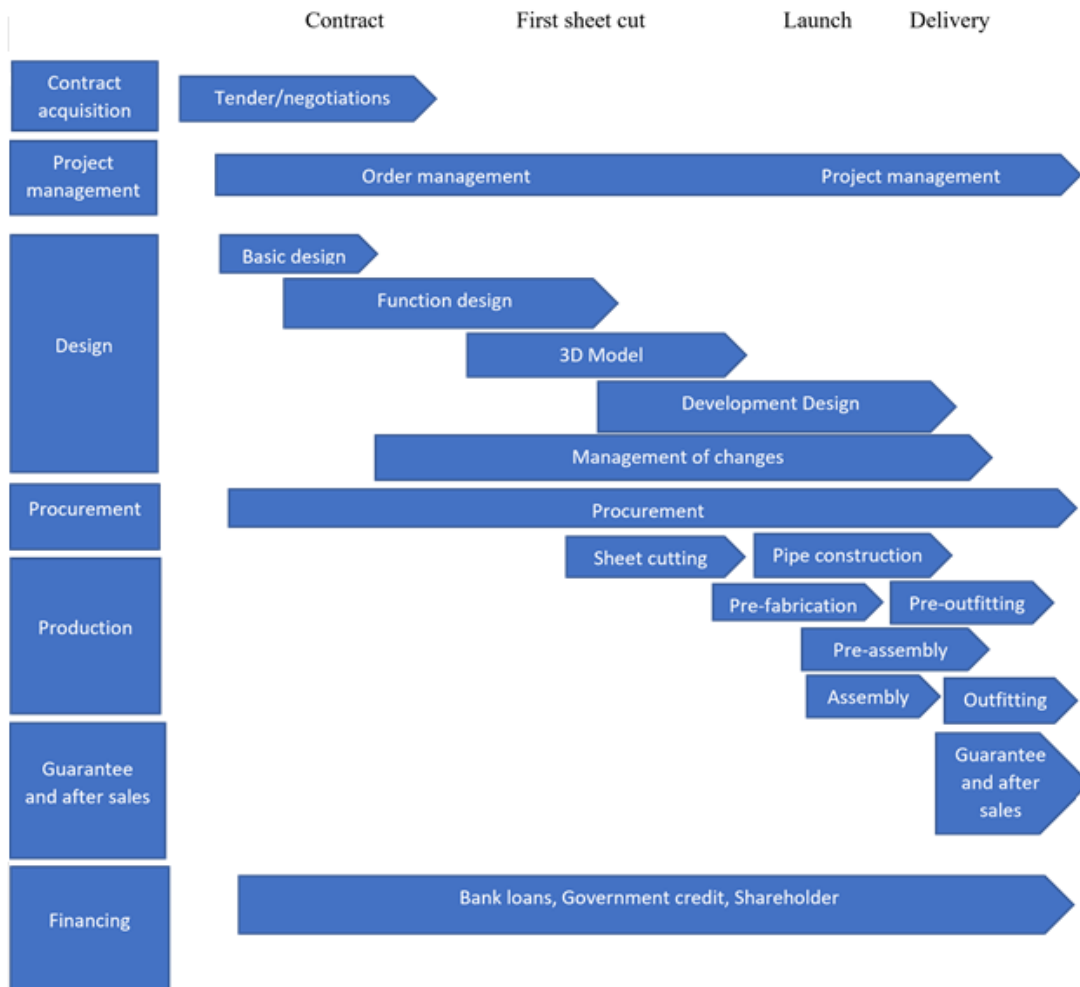 Contract
First sheet cut
Launch
Delivery
Contract
acquisition
Tender/negotiations
Project
management
Order management
Project management
Design
Basic design
Function design
3D Model
Development Design
Management of changes
Procurement
Procurement
Production
Sheet cutting
Pipe construction
Pre-fabrication
Pre-outfitting
Pre-assembly
Assembly
Outfitting
Guarantee
and after sales
Guarantee
and after
sales
Financing
Bank loans, Government credit, Shareholder